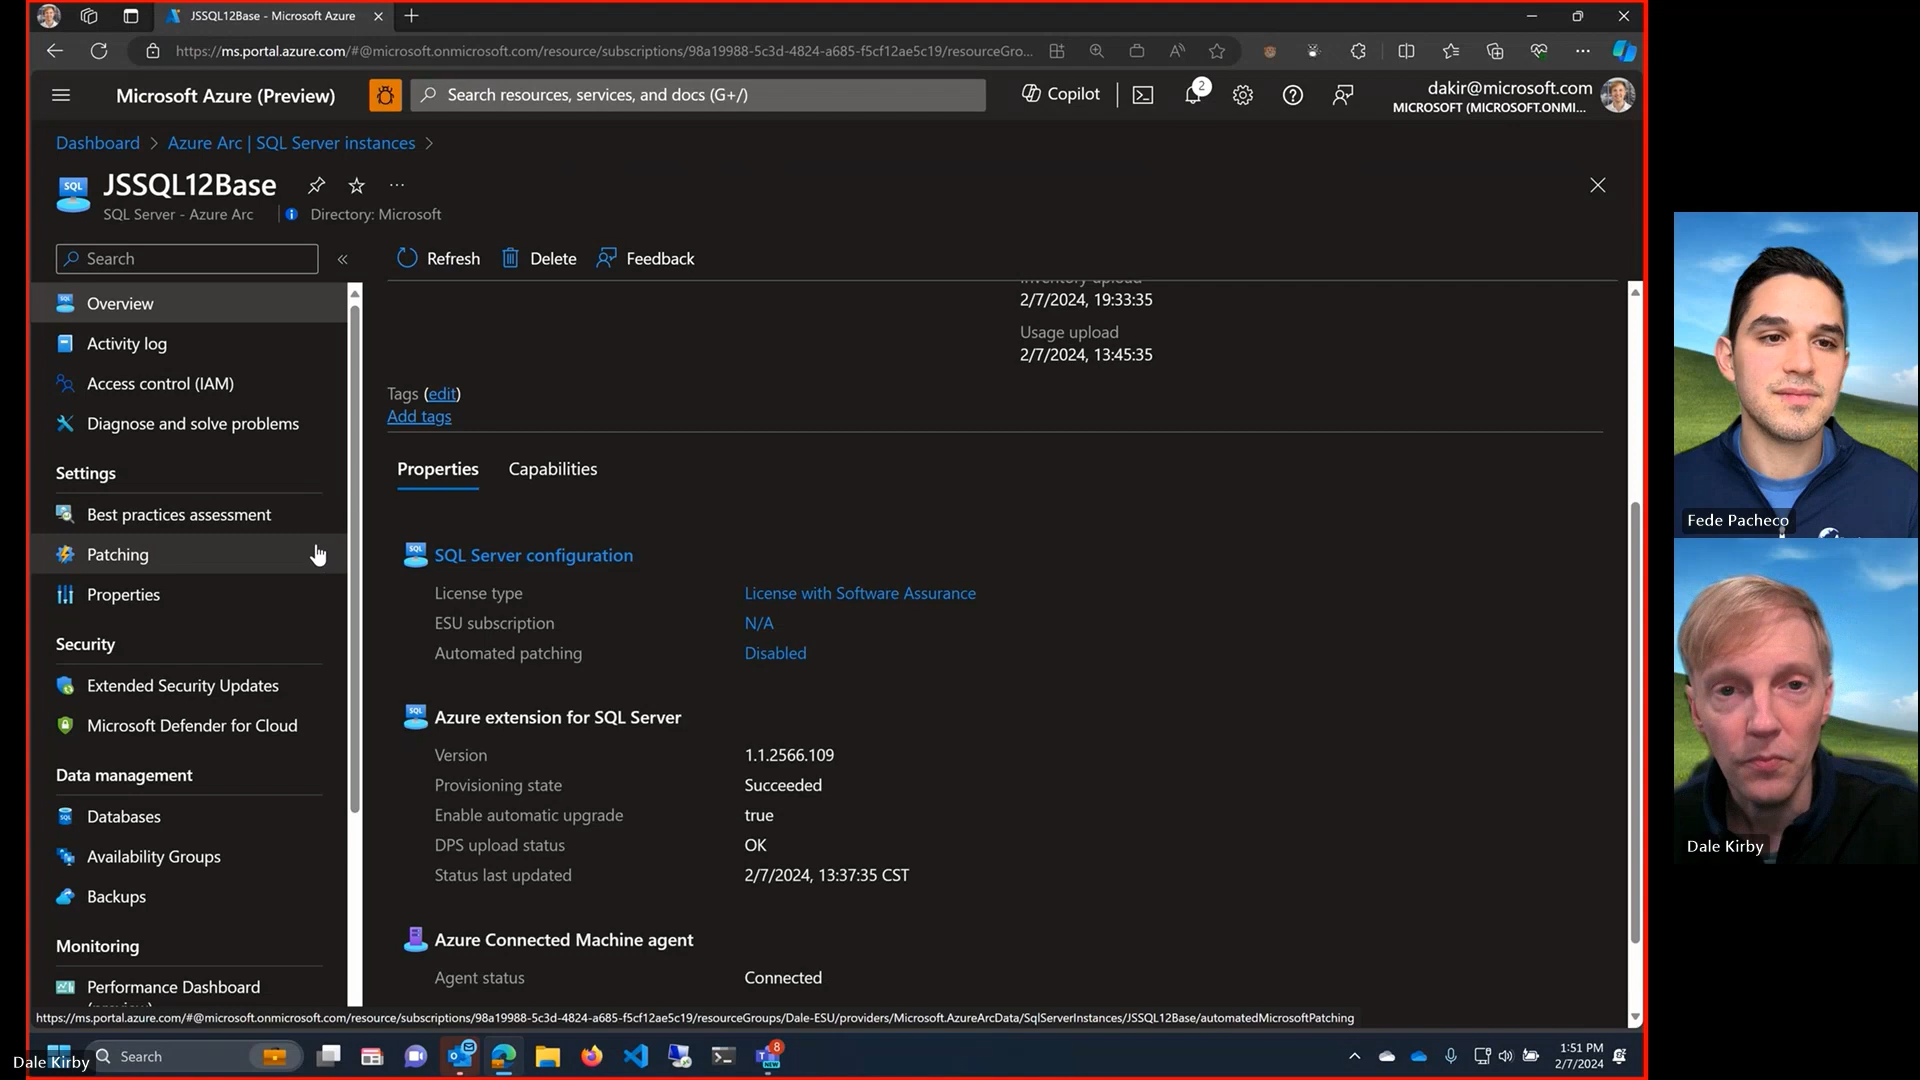 JSSQL12Base - Microsoft Azure
https://ms.portal.azure.com/#@microsoft.onmicrosoft.com/resource/subscriptions/98a19988-5c3d-4824-a685-f5cf12ae5c19/resourceGro...
Microsoft Azure (Preview)
Search resources, services, and docs (G+/)
Copilot
2
dakir@microsoft.com
MICROSOFT (MICROSOFT.ONMI...
Dashboard > Azure Arc | SQL Server instances >
SQL
JSSQL12Base
...
SQL Server - Azure Arc
Directory: Microsoft
Search
«
Refresh
Delete
Feedback
Overview
Activity log
Access control (IAM)
Diagnose and solve problems
Settings
Best practices assessment
Patching
Properties
Security
Extended Security Updates
Microsoft Defender for Cloud
Data management
Databases
Availability Groups
Backups
Monitoring
Performance Dashboard
(preview)
Inventory upload
2/7/2024, 19:33:35
Usage upload
2/7/2024, 13:45:35
Tags (edit)
Add tags
Properties
Capabilities
SQL Server configuration
License type License with Software Assurance
ESU subscription N/A
Automated patching Disabled
Azure extension for SQL Server
Version 1.1.2566.109
Provisioning state Succeeded
Enable automatic upgrade true
DPS upload status OK
Status last updated 2/7/2024, 13:37:35 CST
Azure Connected Machine agent
Agent status Connected
https://ms.portal.azure.com/#@microsoft.onmicrosoft.com/resource/subscriptions/98a19988-5c3d-4824-a685-f5cf12ae5c19/resourceGroups/Dale-ESU/providers/Microsoft.AzureArcData/SqlServerInstances/JSSQL12Base/automatedMicrosoftPatching
Search
8
NEW
1:51 PM
2/7/2024
Dale Kirby
Fede Pacheco
Dale Kirby